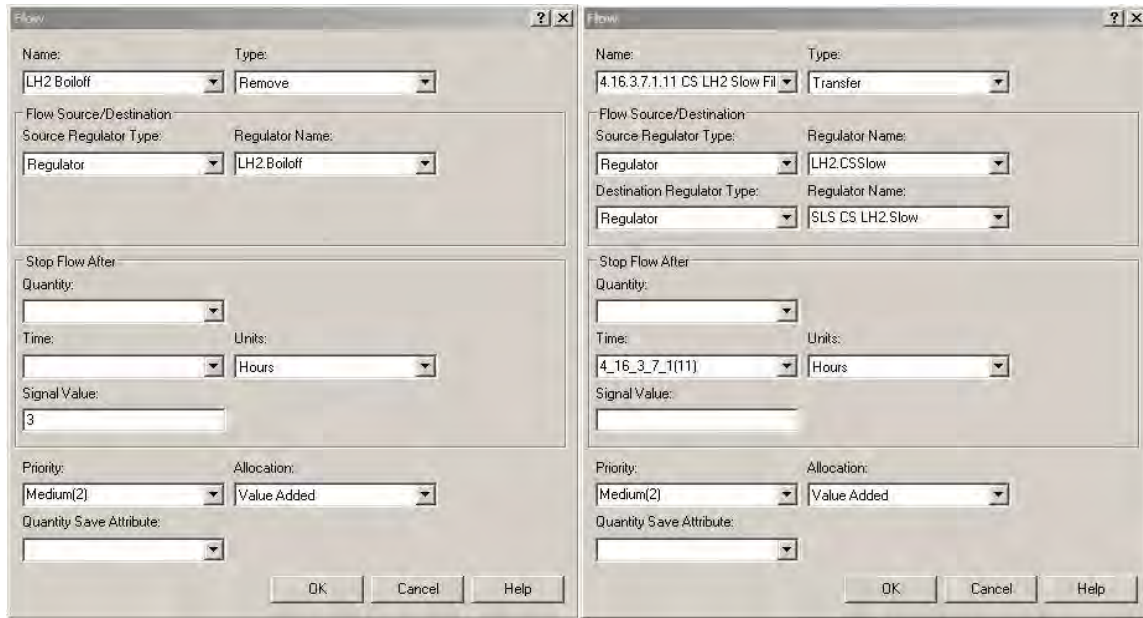 Flow
Name:
Type:
LH2 Boiloff
Remove
Flow Source/Destination
Source Regulator Type:
Regulator Name:
Regulator
LH2.Boiloff
Stop Flow After
Quantity:
Time:
Units:
Hours
Signal Value:
3
Priority:
Allocation:
Medium(2)
Value Added
Quantity Save Attribute:
OK
Cancel
Help
Flow
Name:
Type:
4.16.3.7.1.11 CS LH2 Slow Fil
Transfer
Flow Source/Destination
Source Regulator Type:
Regulator Name:
Regulator
LH2.CSSlow
Destination Regulator Type:
Regulator Name:
Regulator
SLS CS LH2.Slow
Stop Flow After
Quantity:
Time:
Units:
4_16_3_7_1(11)
Hours
Signal Value:
Priority:
Allocation:
Medium(2)
Value Added
Quantity Save Attribute:
OK
Cancel
Help